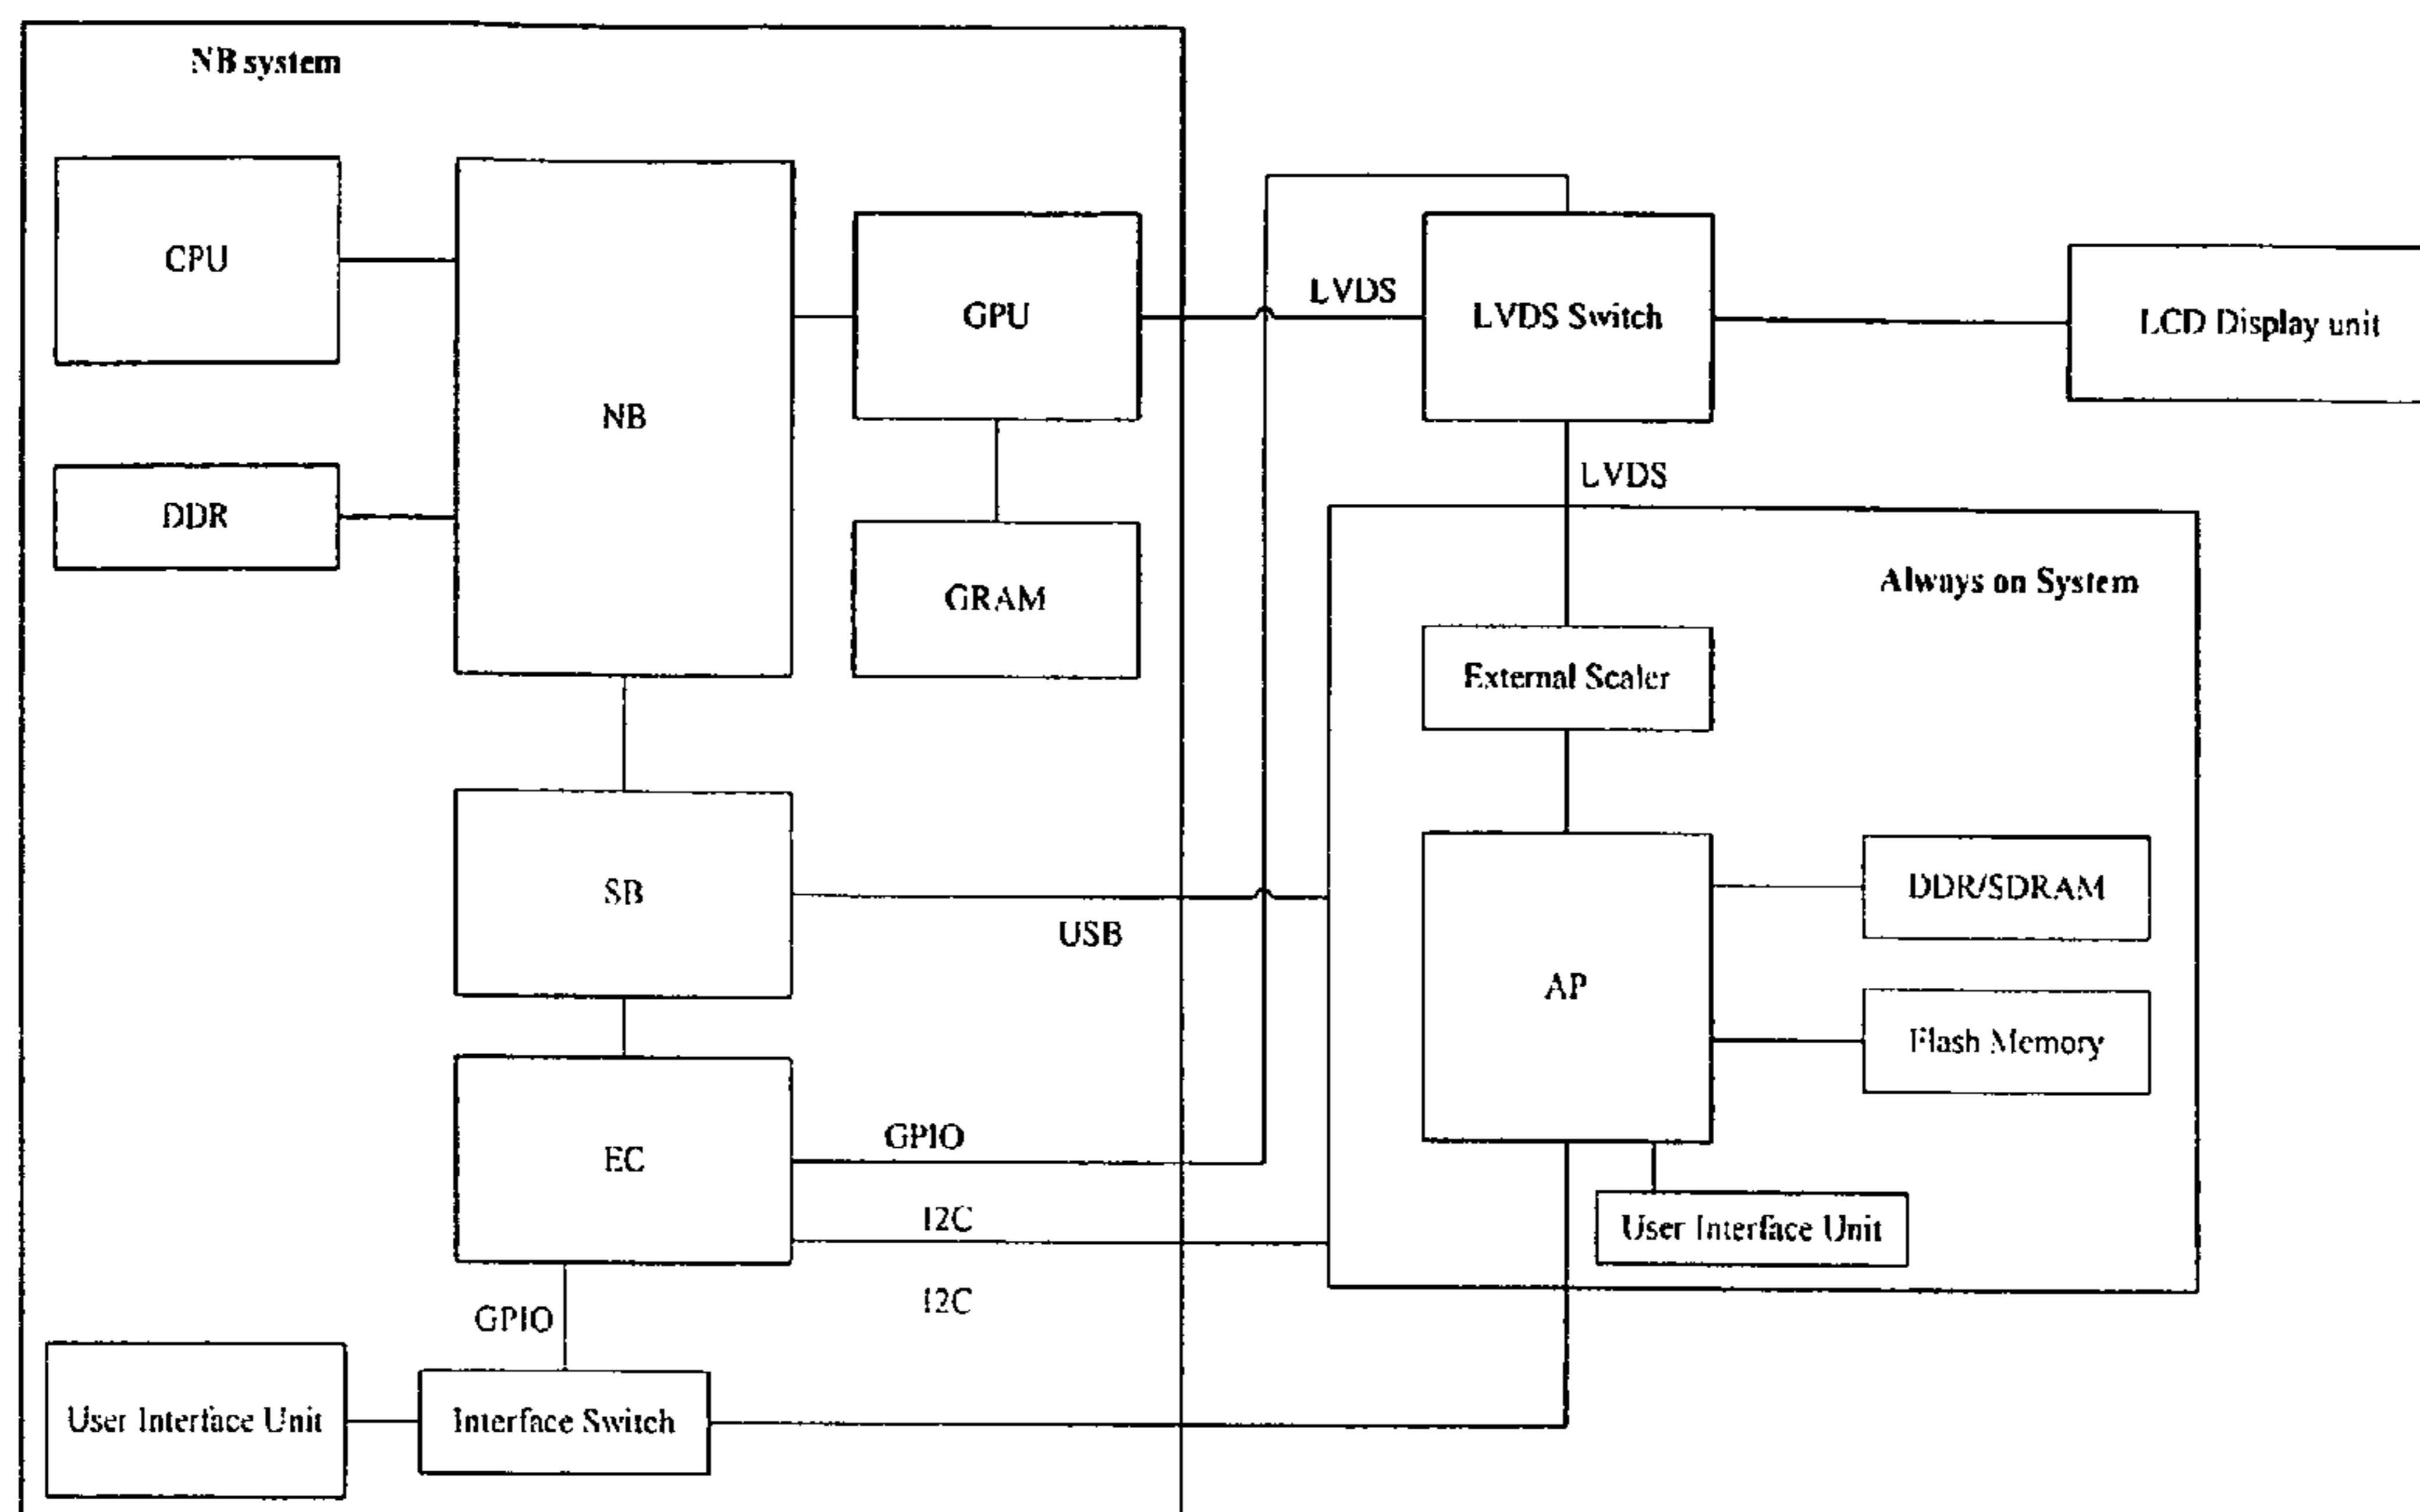 NB system
CPU
NB
GPU
LVDS
LVDS Switch
LCD Display unit
DDR
LVDS
GRAM
Always on System
External Scaler
SB
USB
AP
DDR/SDRAM
Flash Memory
EC
GPIO
I2C
User Interface Unit
I2C
GPIO
User Interface Unit
Interface Switch